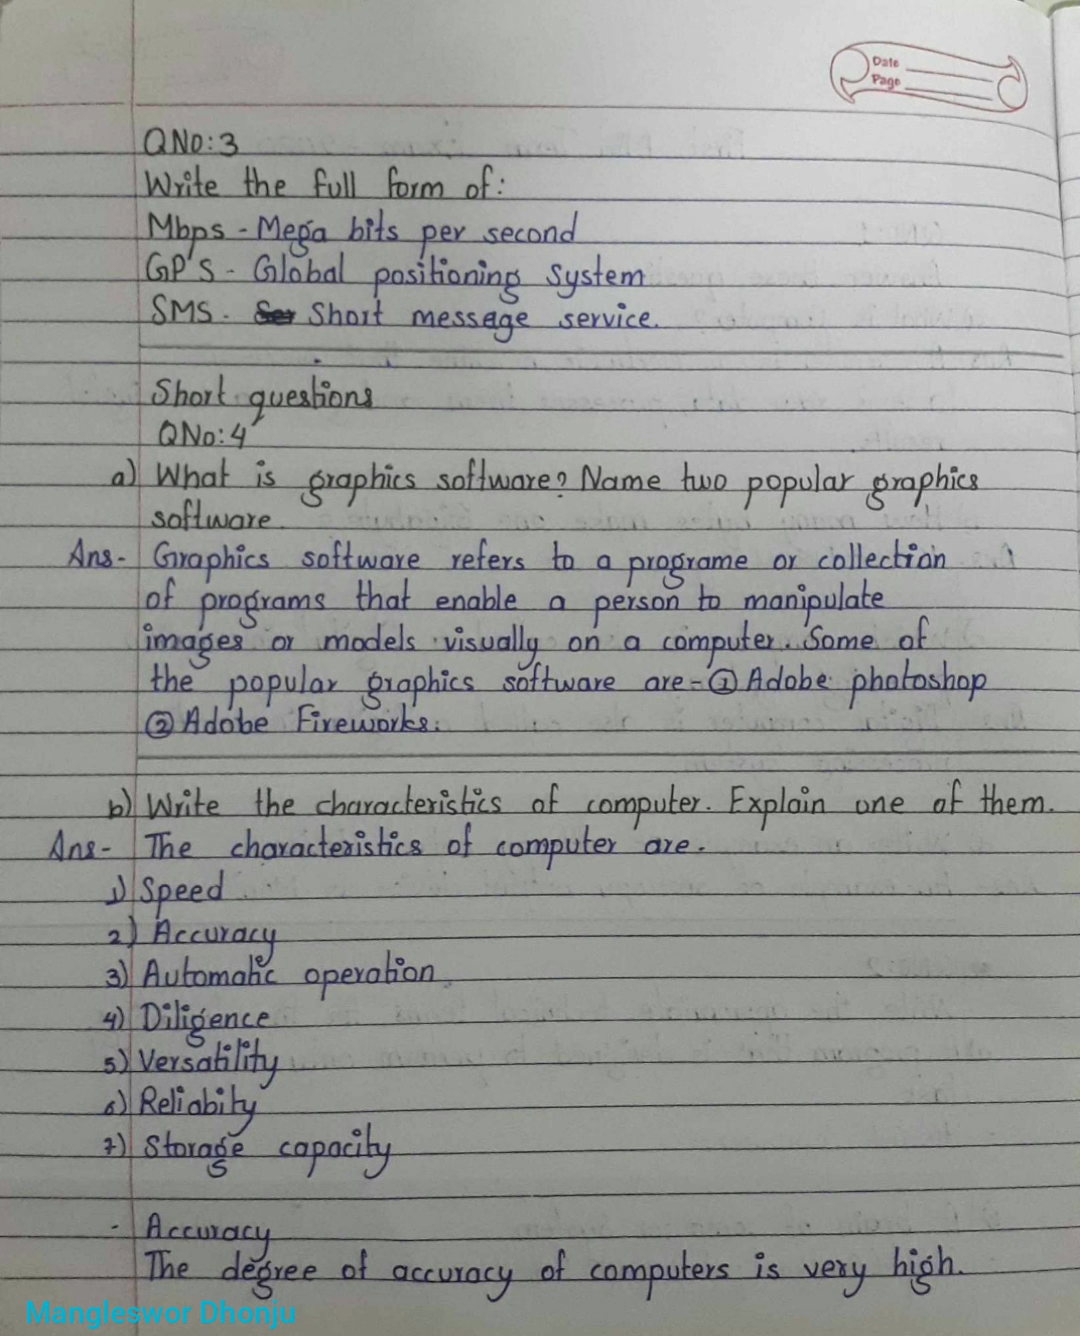 Date
Page
QNO:3
Write the full form of:
Mbps - Mega bits per second
GP'S - Global positioning system
SMS - Short message service.
Short questions
QNo:4
a) What is graphics software? Name two popular graphics
software.
Ans- Graphics software refers to a programe or collection
of programs that enable a person to manipulate
images or models visually on a computer. Some of
the popular graphics software are - ① Adobe photoshop
② Adobe Fireworks.
b) Write the characteristics of computer. Explain one of them.
Ans- The characteristics of computer are.
1) Speed
2) Accuracy
3) Automatic operation
4) Diligence
5) Versatility
6) Reliabity
7) Storage capacity
- Accuracy
The degree of accuracy of computers is very high.
Mangleswor Dhonju